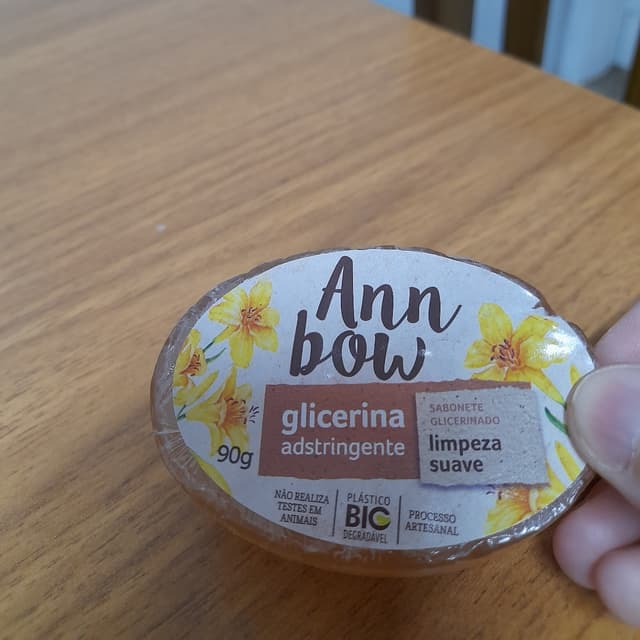 Ann
bow
glicerina
adstringente
SABONETE
GLICERINADO
limpeza
suave
90g
NÃO REALIZA
TESTES EM
ANIMAIS
PLÁSTICO
BIO
DEGRADÁVEL
PROCESSO
ARTESANAL